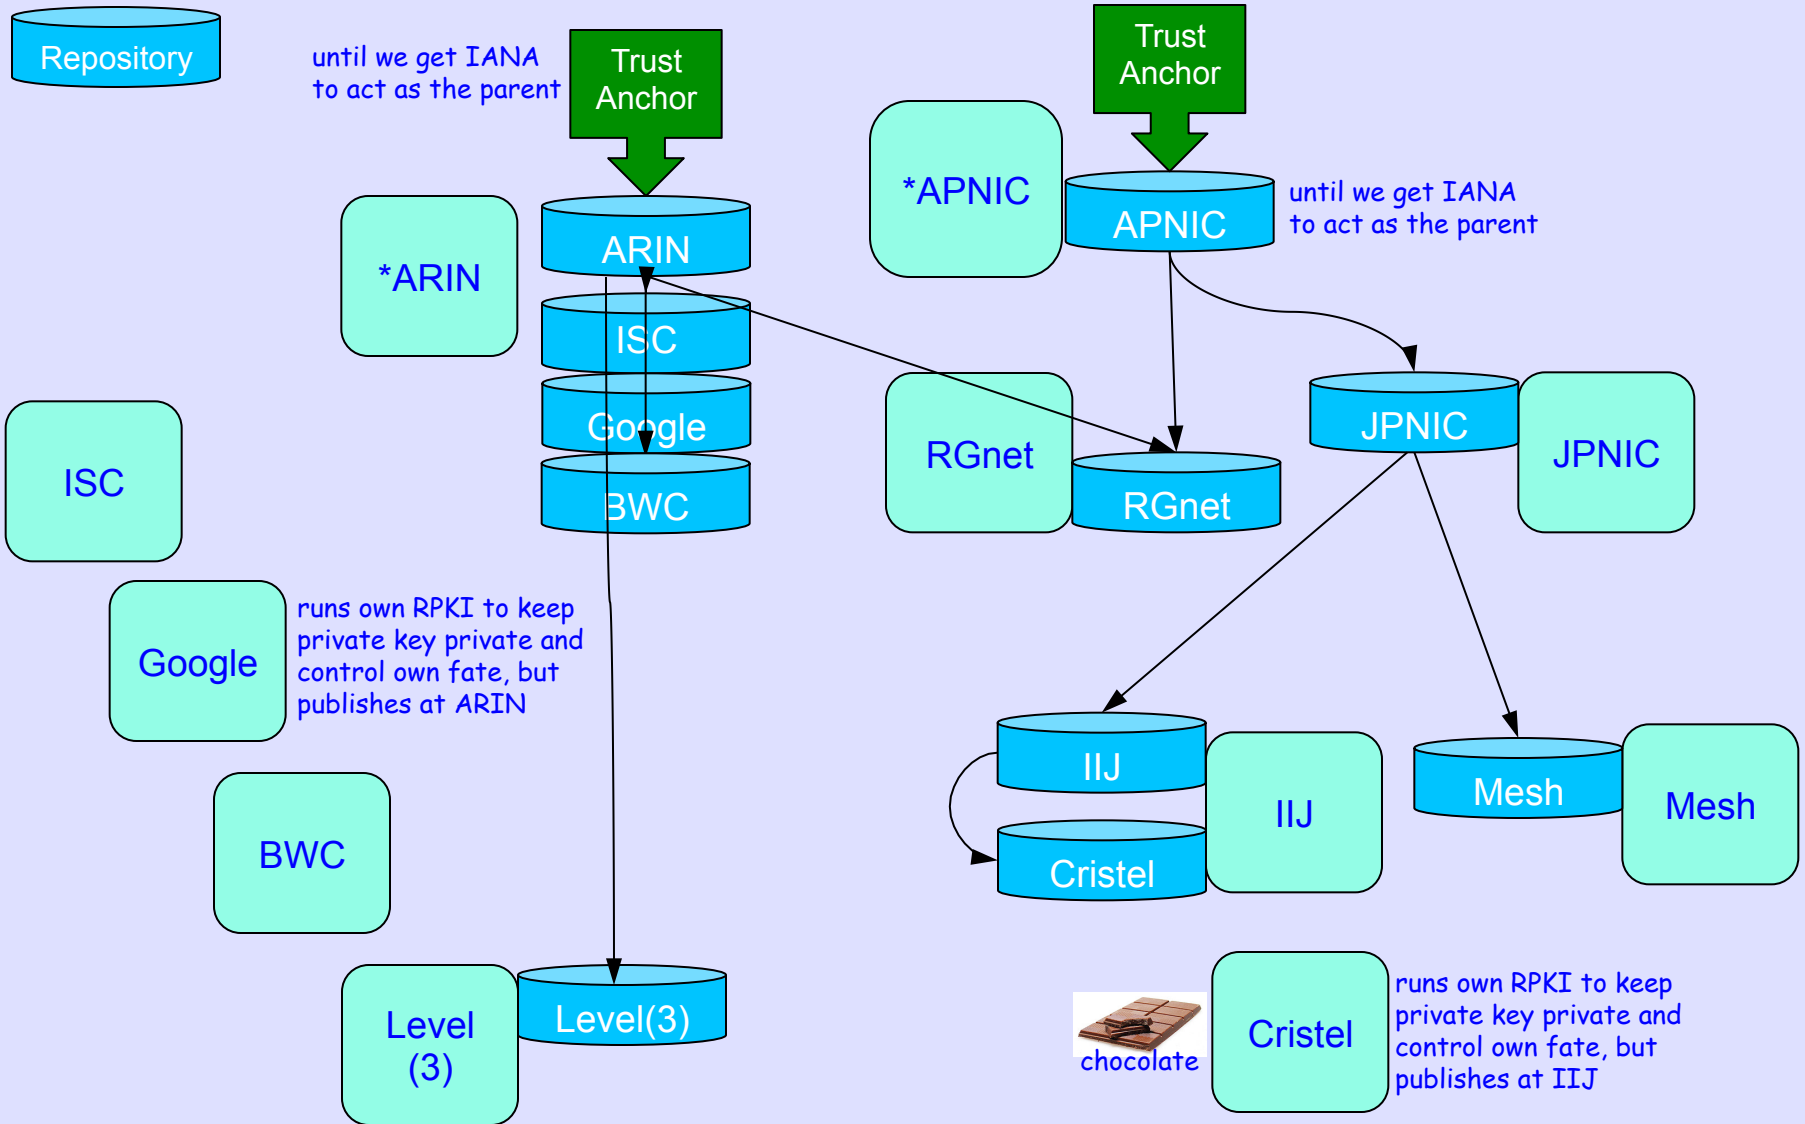 Repository
until we get IANA
to act as the parent
Trust
Anchor
Trust
Anchor
*APNIC
APNIC
until we get IANA
to act as the parent
*ARIN
ARIN
ISC
Google
BWC
RGnet
RGnet
JPNIC
JPNIC
ISC
Google
runs own RPKI to keep
private key private and
control own fate, but
publishes at ARIN
BWC
IIJ
IIJ
Cristel
Mesh
Mesh
Level
(3)
Level(3)
chocolate
Cristel
runs own RPKI to keep
private key private and
control own fate, but
publishes at IIJ